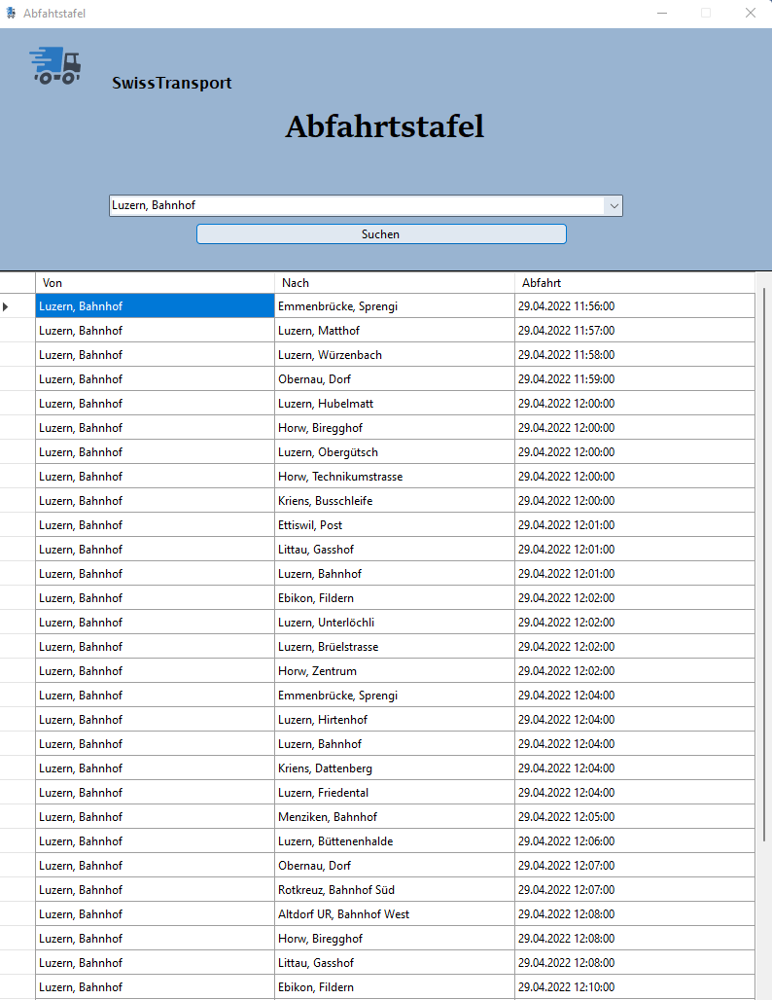 Abfahtstafel
SwissTransport
Abfahrtstafel
Luzern, Bahnhof
Suchen
Von Nach Abfahrt
Luzern, Bahnhof Emmenbrücke, Sprengi 29.04.2022 11:56:00
Luzern, Bahnhof Luzern, Matthof 29.04.2022 11:57:00
Luzern, Bahnhof Luzern, Würzenbach 29.04.2022 11:58:00
Luzern, Bahnhof Obernau, Dorf 29.04.2022 11:59:00
Luzern, Bahnhof Luzern, Hubelmatt 29.04.2022 12:00:00
Luzern, Bahnhof Horw, Biregghof 29.04.2022 12:00:00
Luzern, Bahnhof Luzern, Obergütsch 29.04.2022 12:00:00
Luzern, Bahnhof Horw, Technikumstrasse 29.04.2022 12:00:00
Luzern, Bahnhof Kriens, Busschleife 29.04.2022 12:00:00
Luzern, Bahnhof Ettiswil, Post 29.04.2022 12:01:00
Luzern, Bahnhof Littau, Gasshof 29.04.2022 12:01:00
Luzern, Bahnhof Luzern, Bahnhof 29.04.2022 12:01:00
Luzern, Bahnhof Ebikon, Fildern 29.04.2022 12:02:00
Luzern, Bahnhof Luzern, Unterlöchli 29.04.2022 12:02:00
Luzern, Bahnhof Luzern, Brüelstrasse 29.04.2022 12:02:00
Luzern, Bahnhof Horw, Zentrum 29.04.2022 12:02:00
Luzern, Bahnhof Emmenbrücke, Sprengi 29.04.2022 12:04:00
Luzern, Bahnhof Luzern, Hirtenhof 29.04.2022 12:04:00
Luzern, Bahnhof Luzern, Bahnhof 29.04.2022 12:04:00
Luzern, Bahnhof Kriens, Dattenberg 29.04.2022 12:04:00
Luzern, Bahnhof Luzern, Friedental 29.04.2022 12:04:00
Luzern, Bahnhof Menziken, Bahnhof 29.04.2022 12:05:00
Luzern, Bahnhof Luzern, Büttenenhalde 29.04.2022 12:06:00
Luzern, Bahnhof Obernau, Dorf 29.04.2022 12:07:00
Luzern, Bahnhof Rotkreuz, Bahnhof Süd 29.04.2022 12:07:00
Luzern, Bahnhof Altdorf UR, Bahnhof West 29.04.2022 12:08:00
Luzern, Bahnhof Horw, Biregghof 29.04.2022 12:08:00
Luzern, Bahnhof Littau, Gasshof 29.04.2022 12:08:00
Luzern, Bahnhof Ebikon, Fildern 29.04.2022 12:10:00